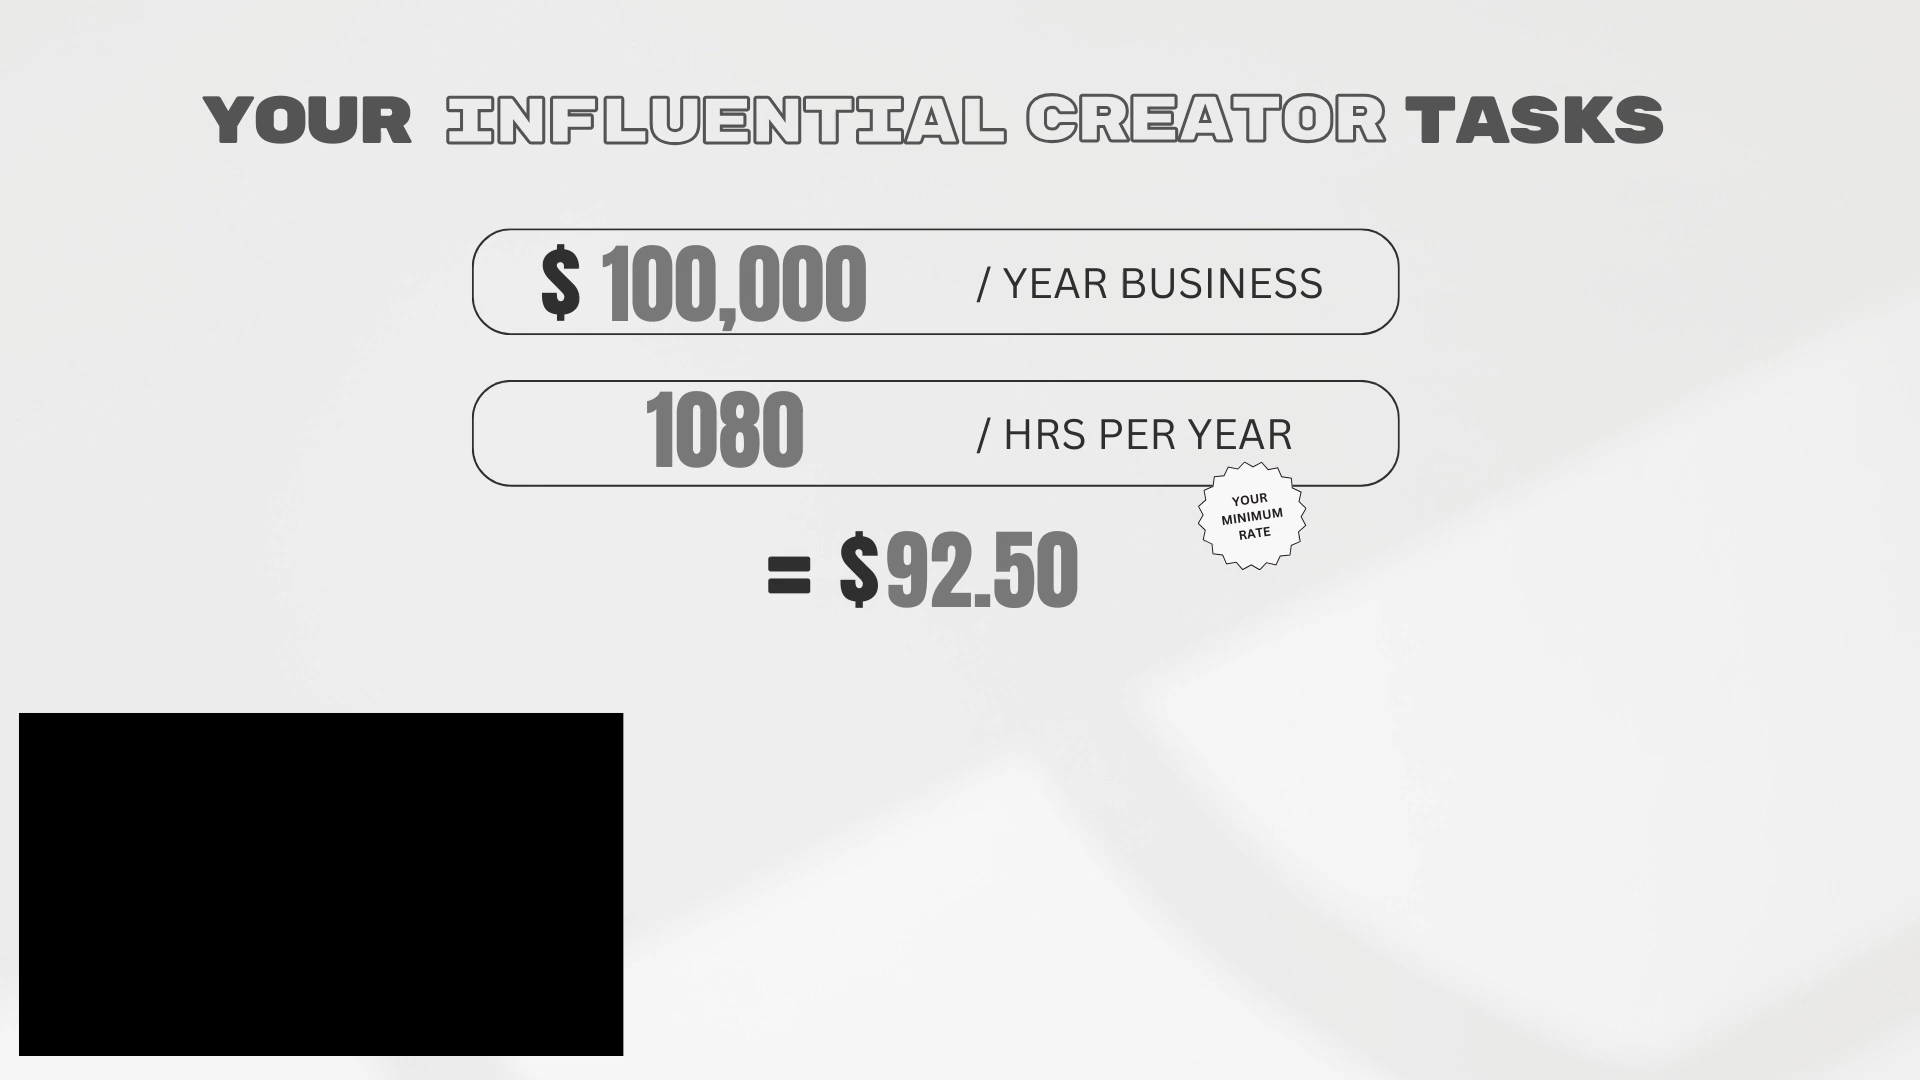 YOUR INFLUENTIAL CREATOR TASKS
$ 100,000 / YEAR BUSINESS
1080 / HRS PER YEAR
YOUR
MINIMUM
RATE
= $92.50